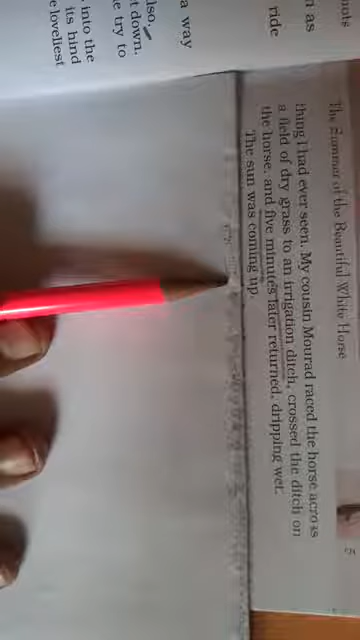 The Summer of the Beautiful White Horse
5
thing I had ever seen. My cousin Mourad raced the horse across
a field of dry grass to an irrigation ditch, crossed the ditch on
the horse, and five minutes later returned, dripping wet.
The sun was coming up.
ride
a way
lso,
t down.
e try to
into the
its hind
loveliest